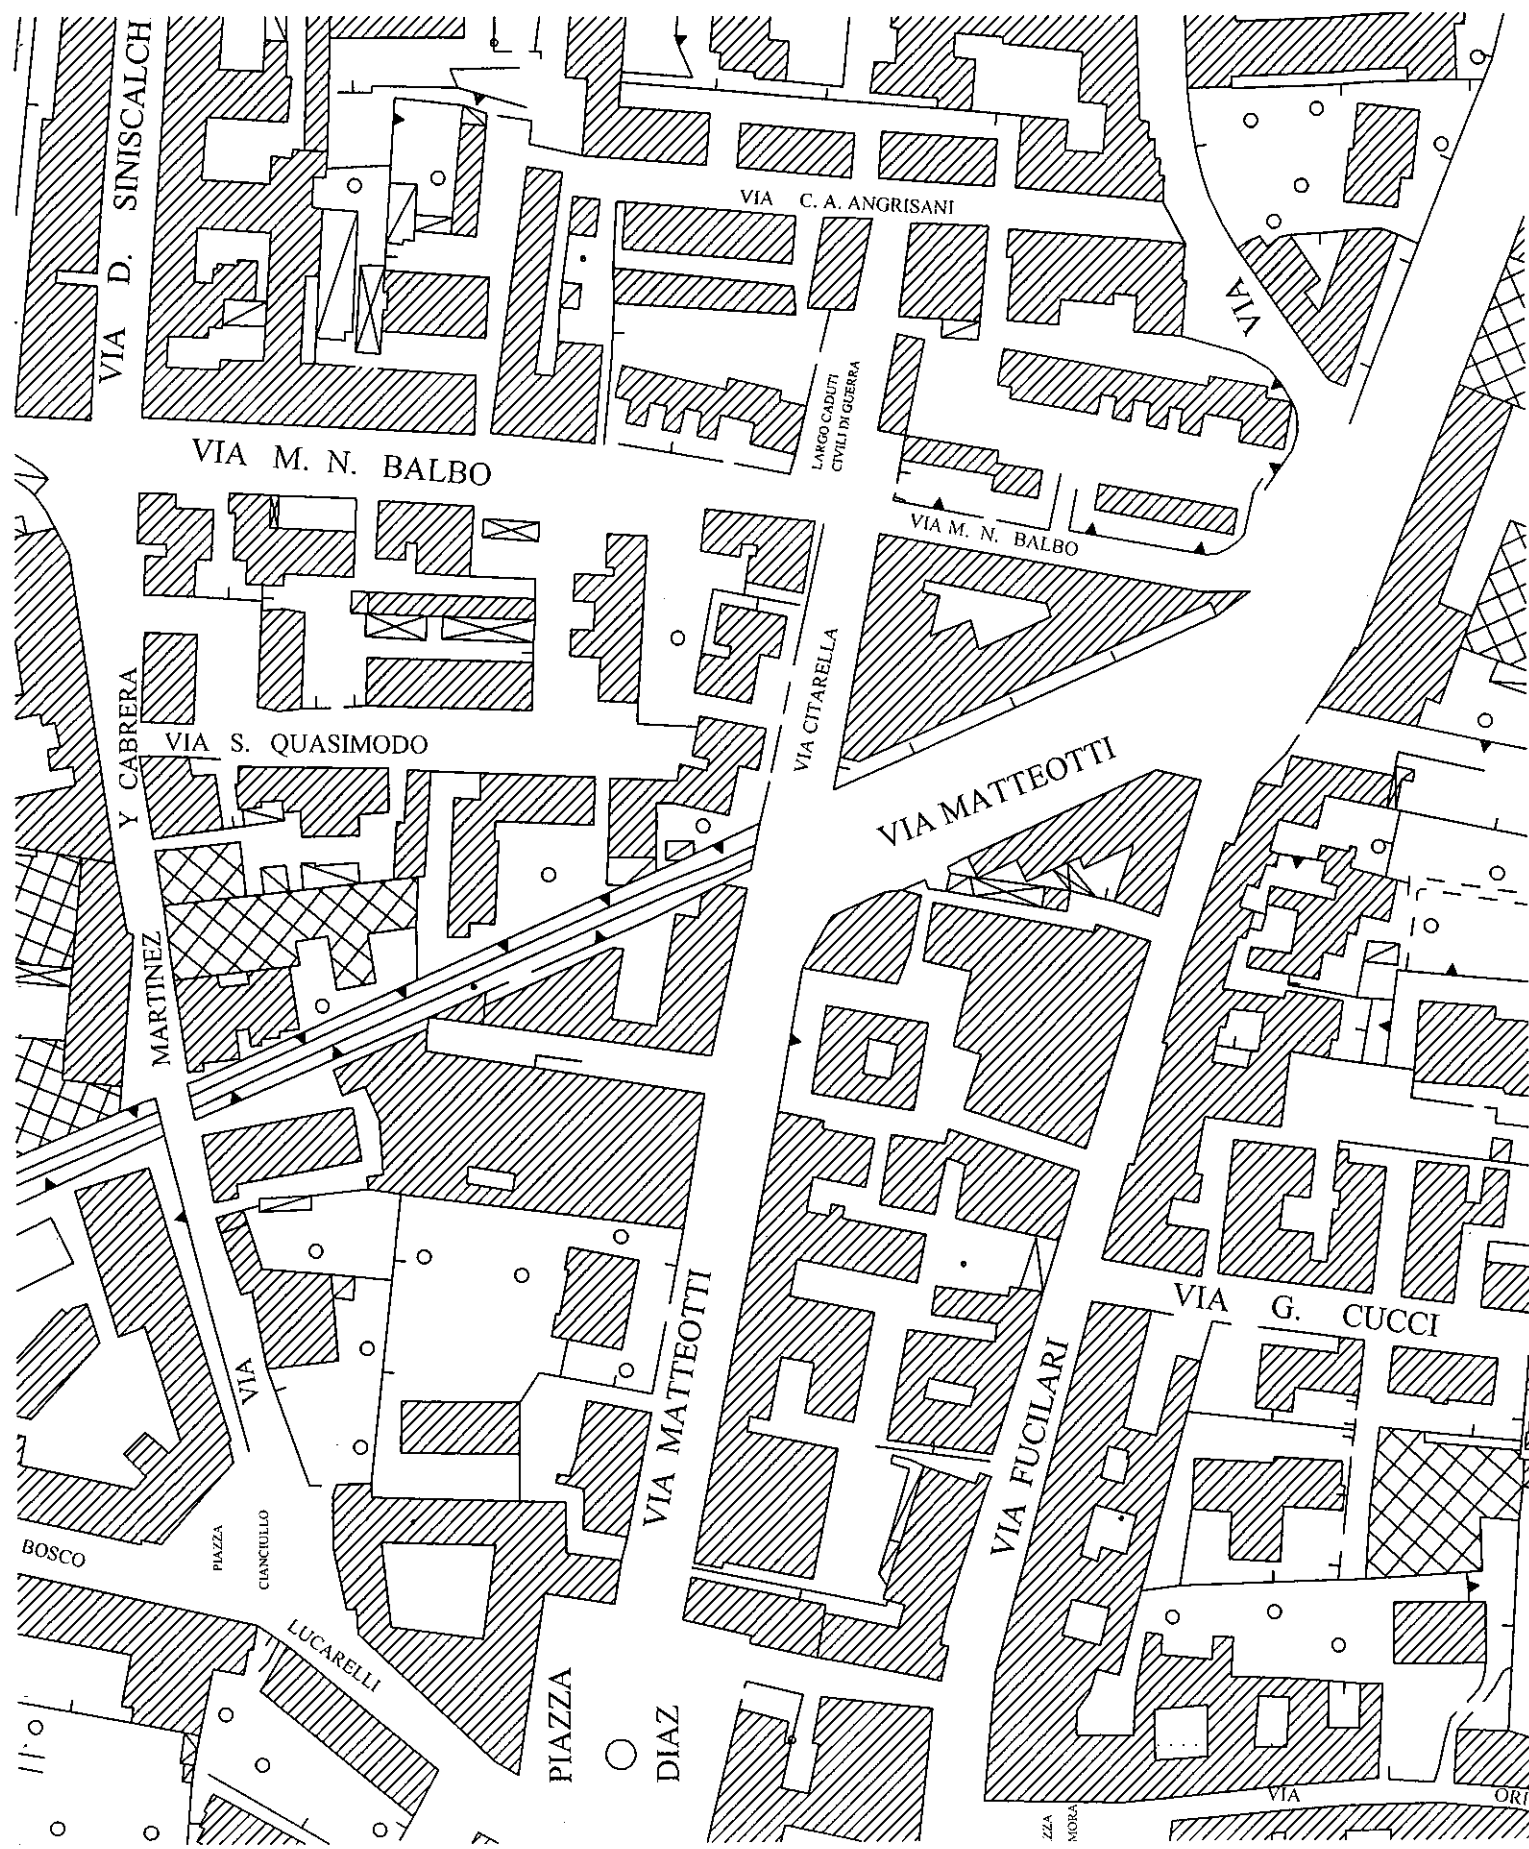 VIA D. SINISCALCH
VIA C. A. ANGRISANI
VIA
LARGO CADUTI
CIVILI DI GUERRA
VIA M. N. BALBO
VIA M. N. BALBO
VIA CITARELLA
VIA S. QUASIMODO
VIA MARTINEZ Y CABRERA
VIA MATTEOTTI
VIA G. CUCCI
VIA MATTEOTTI
VIA FUCILARI
BOSCO
PIAZZA
CIANCIULLO
LUCARELLI
PIAZZA
DIAZ
VIA ORI
ZZA
MORA